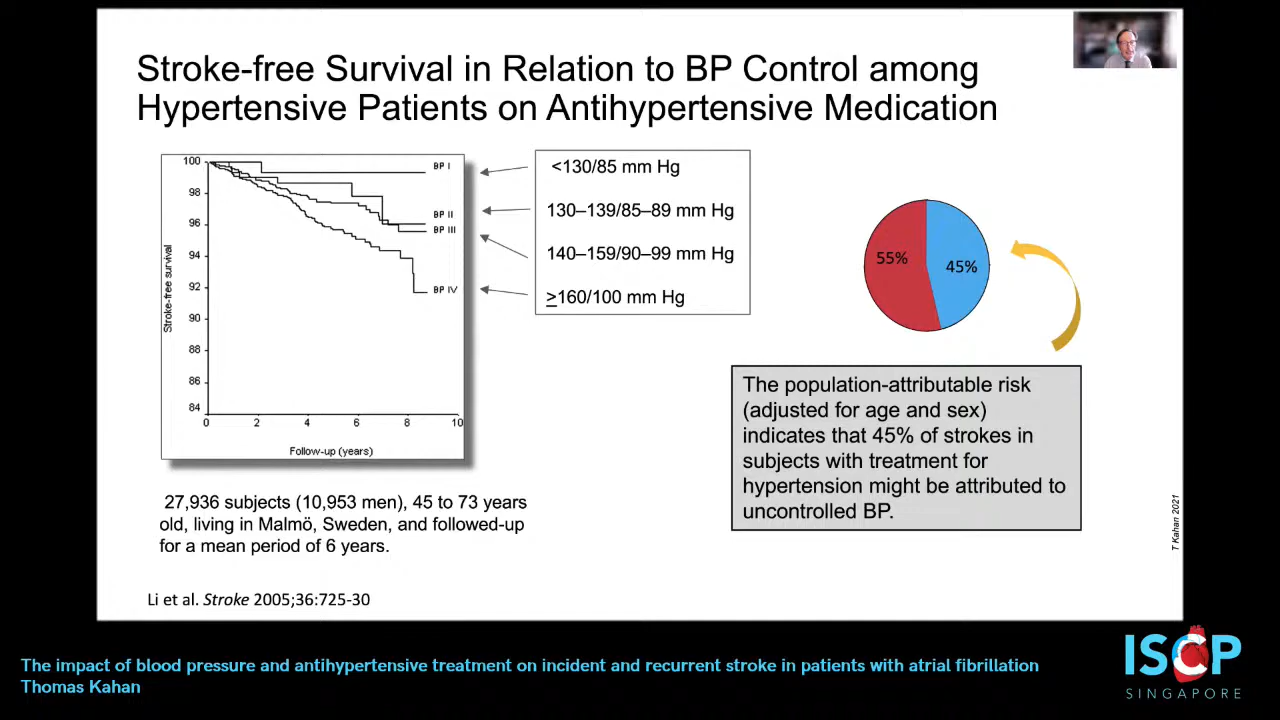 Stroke-free Survival in Relation to BP Control among
Hypertensive Patients on Antihypertensive Medication
100
98
96
94
92
90
88
86
84
Stroke-free survival
0
2
4
6
8
10
Follow-up (years)
BP I
BP II
BP III
BP IV
<130/85 mm Hg
130–139/85–89 mm Hg
140–159/90–99 mm Hg
≥160/100 mm Hg
55%
45%
The population-attributable risk
(adjusted for age and sex)
indicates that 45% of strokes in
subjects with treatment for
hypertension might be attributed to
uncontrolled BP.
27,936 subjects (10,953 men), 45 to 73 years
old, living in Malmö, Sweden, and followed-up
for a mean period of 6 years.
T Kahan 2021
Li et al. Stroke 2005;36:725-30
The impact of blood pressure and antihypertensive treatment on incident and recurrent stroke in patients with atrial fibrillation
Thomas Kahan
ISCP
SINGAPORE